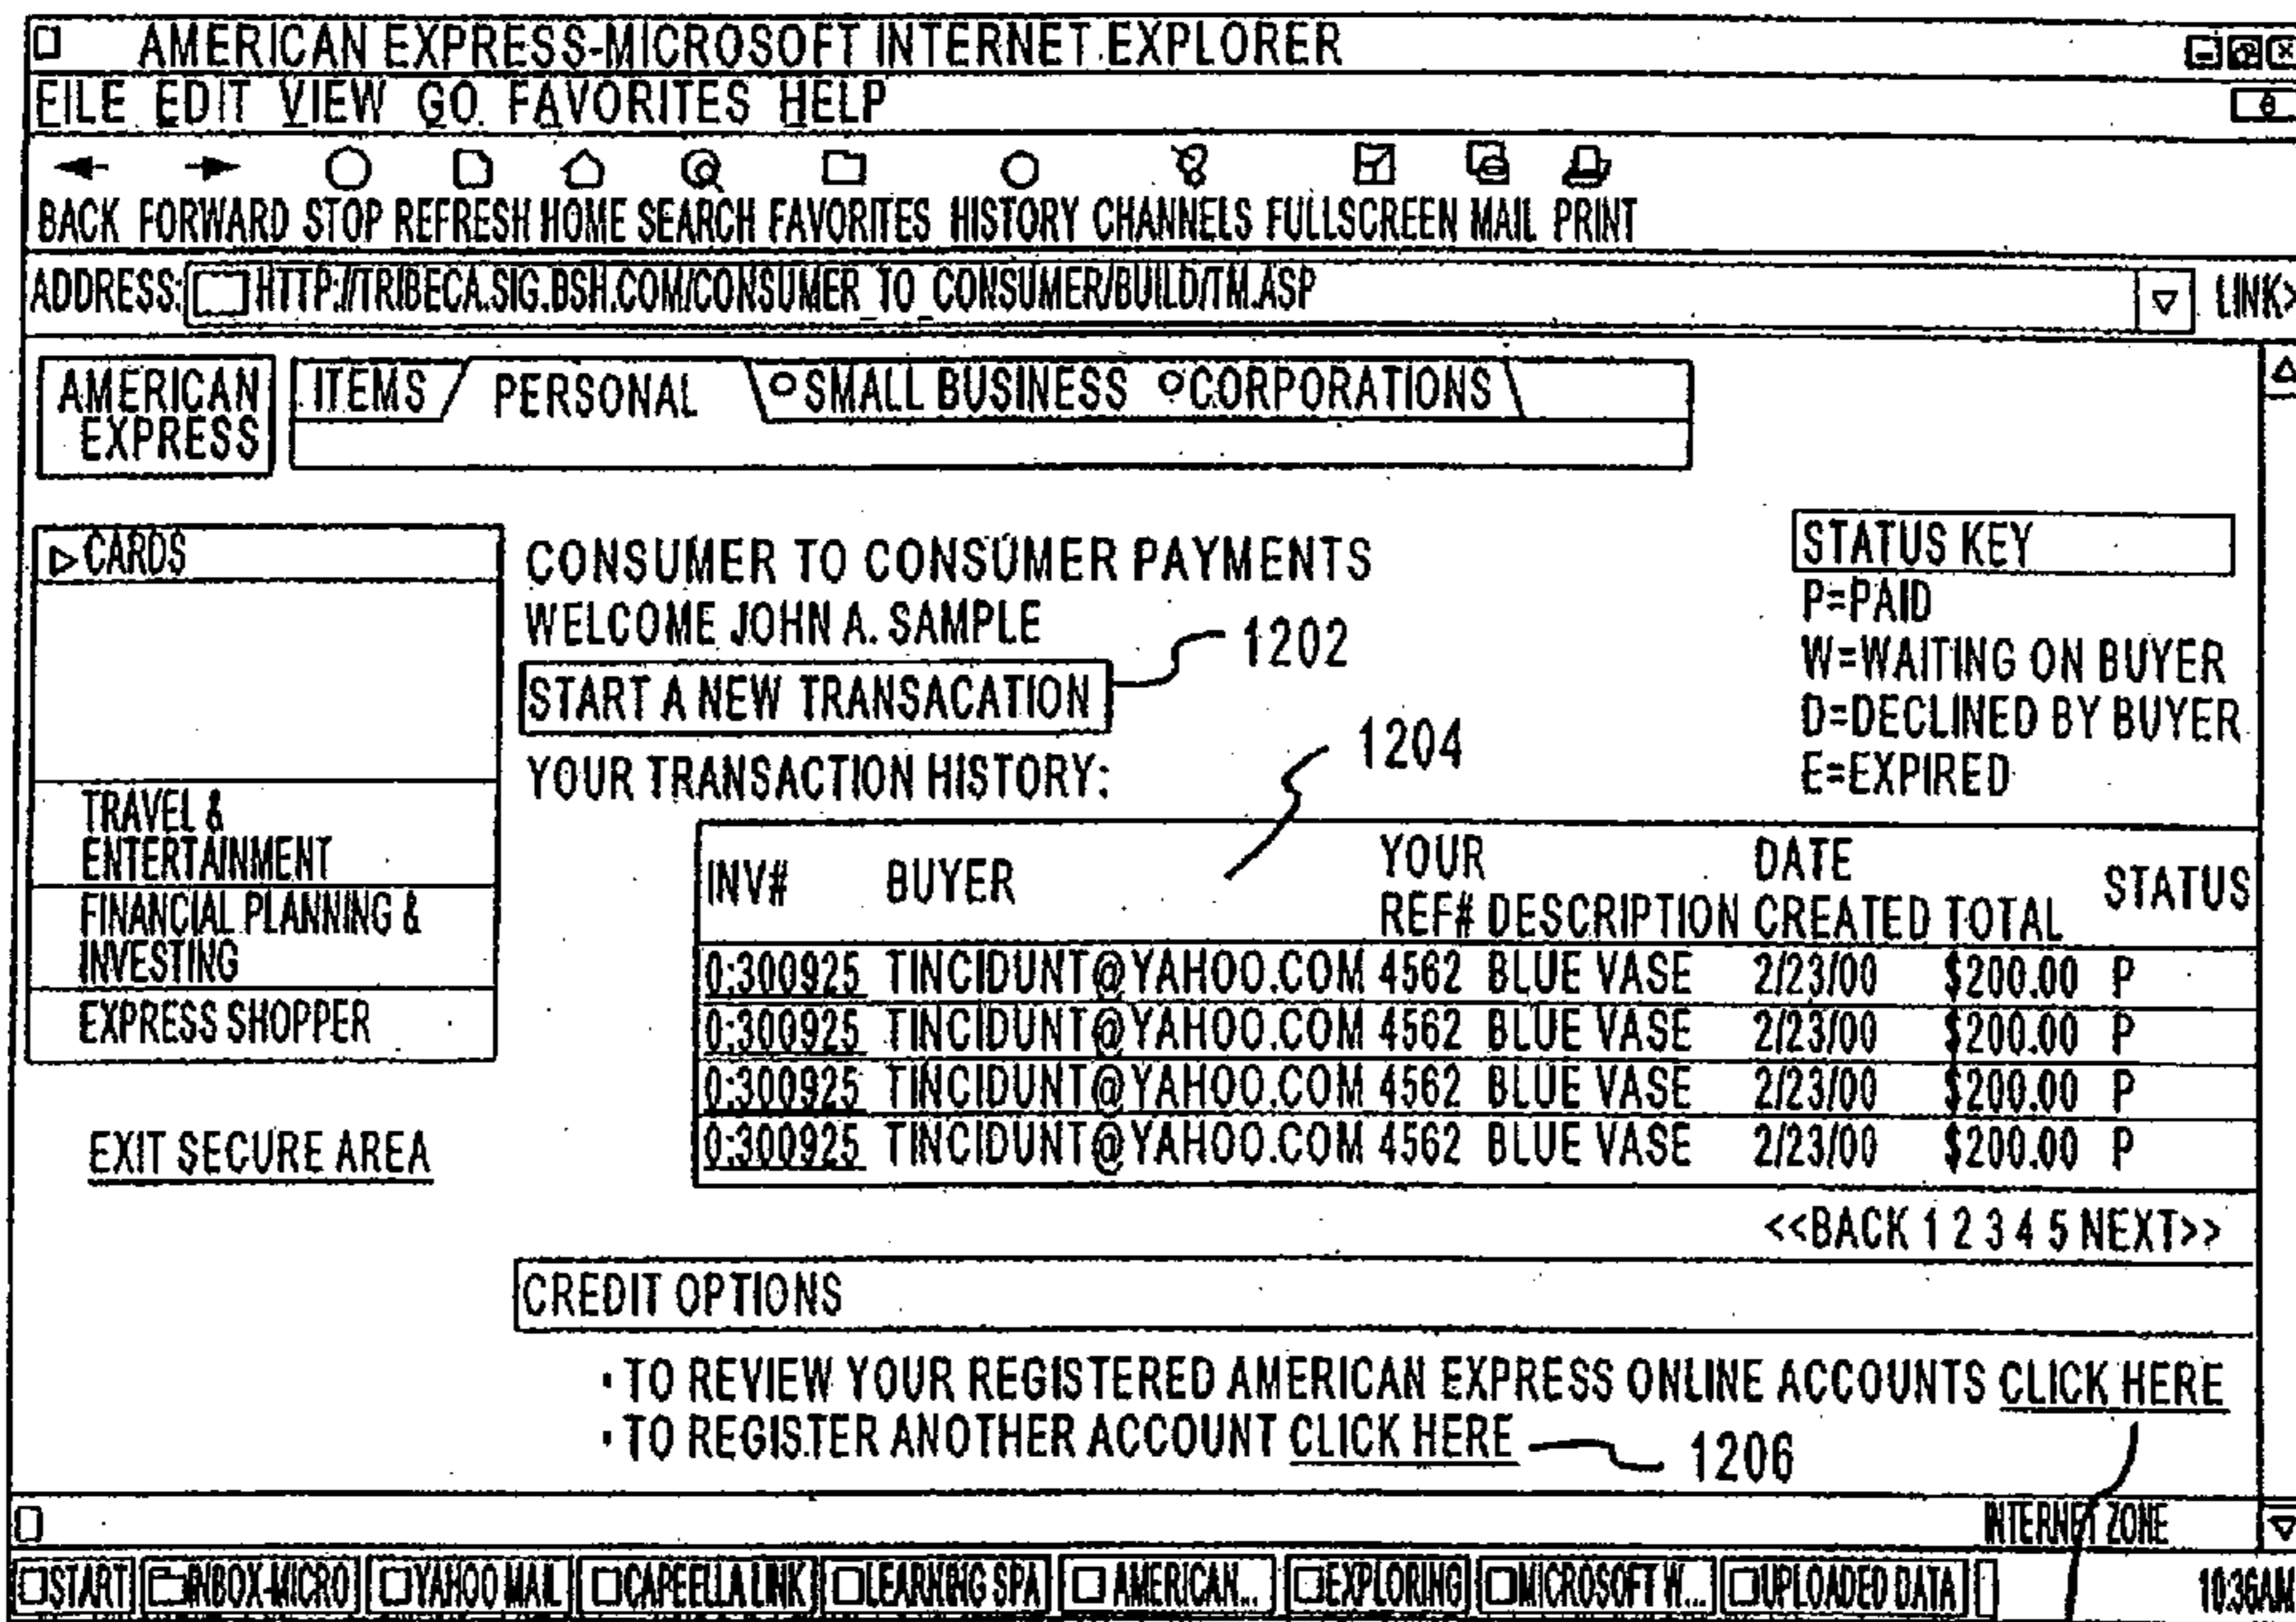 AMERICAN EXPRESS-MICROSOFT INTERNET EXPLORER
FILE EDIT VIEW GO FAVORITES HELP
BACK FORWARD STOP REFRESH HOME SEARCH FAVORITES HISTORY CHANNELS FULLSCREEN MAIL PRINT
ADDRESS: HTTP://TRIBECA.SIG.BSH.COM/CONSUMER_TO_CONSUMER/BUILD/TM.ASP LINK>
AMERICAN EXPRESS
ITEMS PERSONAL SMALL BUSINESS CORPORATIONS
CARDS
TRAVEL &
ENTERTAINMENT
FINANCIAL PLANNING &
INVESTING
EXPRESS SHOPPER
EXIT SECURE AREA
CONSUMER TO CONSUMER PAYMENTS
WELCOME JOHN A. SAMPLE
1202
START A NEW TRANSACATION
1204
YOUR TRANSACTION HISTORY:
STATUS KEY
P=PAID
W=WAITING ON BUYER
D=DECLINED BY BUYER
E=EXPIRED
INV# BUYER YOUR REF# DESCRIPTION DATE CREATED TOTAL STATUS
0:300925 TINCIDUNT@YAHOO.COM 4562 BLUE VASE 2/23/00 $200.00 P
0:300925 TINCIDUNT@YAHOO.COM 4562 BLUE VASE 2/23/00 $200.00 P
0:300925 TINCIDUNT@YAHOO.COM 4562 BLUE VASE 2/23/00 $200.00 P
0:300925 TINCIDUNT@YAHOO.COM 4562 BLUE VASE 2/23/00 $200.00 P
<<BACK 1 2 3 4 5 NEXT>>
CREDIT OPTIONS
· TO REVIEW YOUR REGISTERED AMERICAN EXPRESS ONLINE ACCOUNTS CLICK HERE
· TO REGISTER ANOTHER ACCOUNT CLICK HERE 1206
INTERNET ZONE
START INBOX-MICRO YAHOO MAIL CAPEELLA LINK LEARNING SPA AMERICAN... EXPLORING MICROSOFT W... UPLOADED DATA 10:36AM